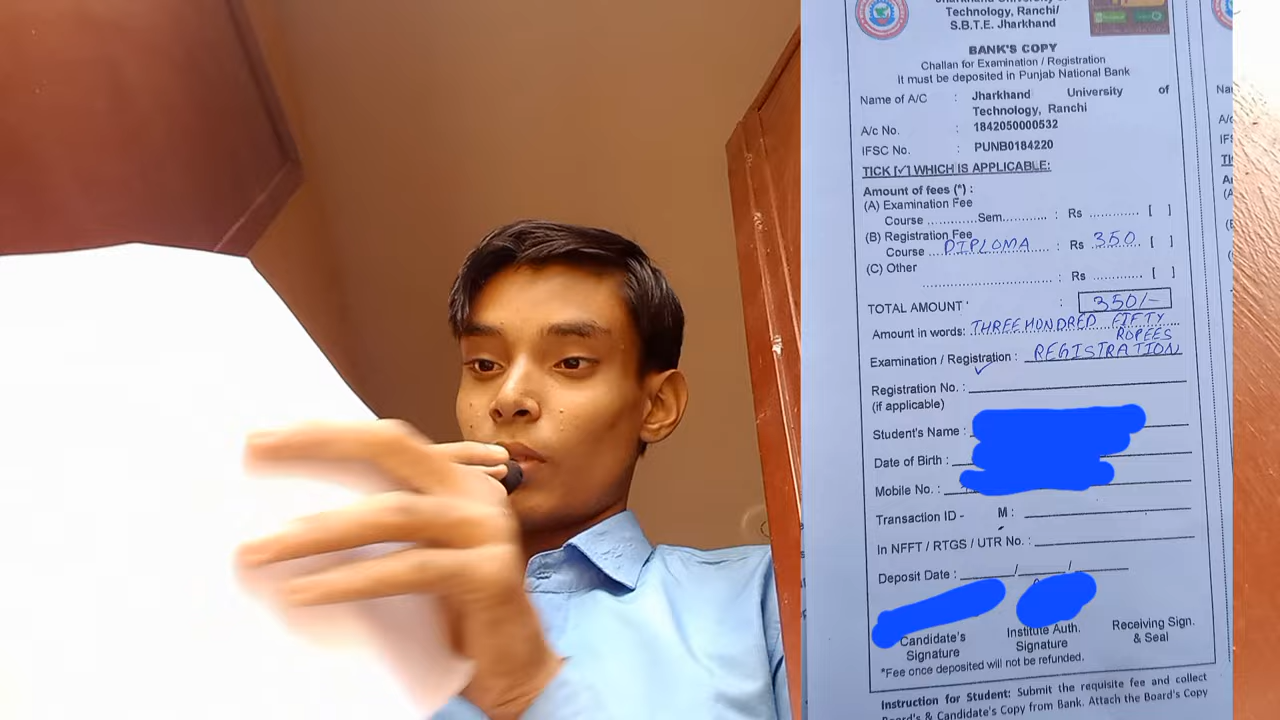 Technology, Ranchi/
S.B.T.E. Jharkhand
BANK'S COPY
Challan for Examination / Registration
It must be deposited in Punjab National Bank
Name of A/C : Jharkhand University of
Technology, Ranchi
A/c No. : 1842050000532
IFSC No. : PUNB0184220
TICK [✓] WHICH IS APPLICABLE:
Amount of fees (*) :
(A) Examination Fee
Course .............Sem........... : Rs ............. [ ]
(B) Registration Fee
Course ... DIPLOMA ..... : Rs 350 [ ]
(C) Other
................................ : Rs ............ [ ]
TOTAL AMOUNT : 350/-
Amount in words: THREE HUNDRED FIFTY
RUPEES
Examination / Registration : REGISTRATION
✓
Registration No. :
(if applicable)
Student's Name :
Date of Birth :
Mobile No. :
Transaction ID - M :
In NFFT / RTGS / UTR No. :
Deposit Date : ______/______/______
Candidate's Signature
Institute Auth. Signature
Receiving Sign. & Seal
*Fee once deposited will not be refunded.
Instruction for Student: Submit the requisite fee and collect
Board's & Candidate's Copy from Bank. Attach the Board's Copy